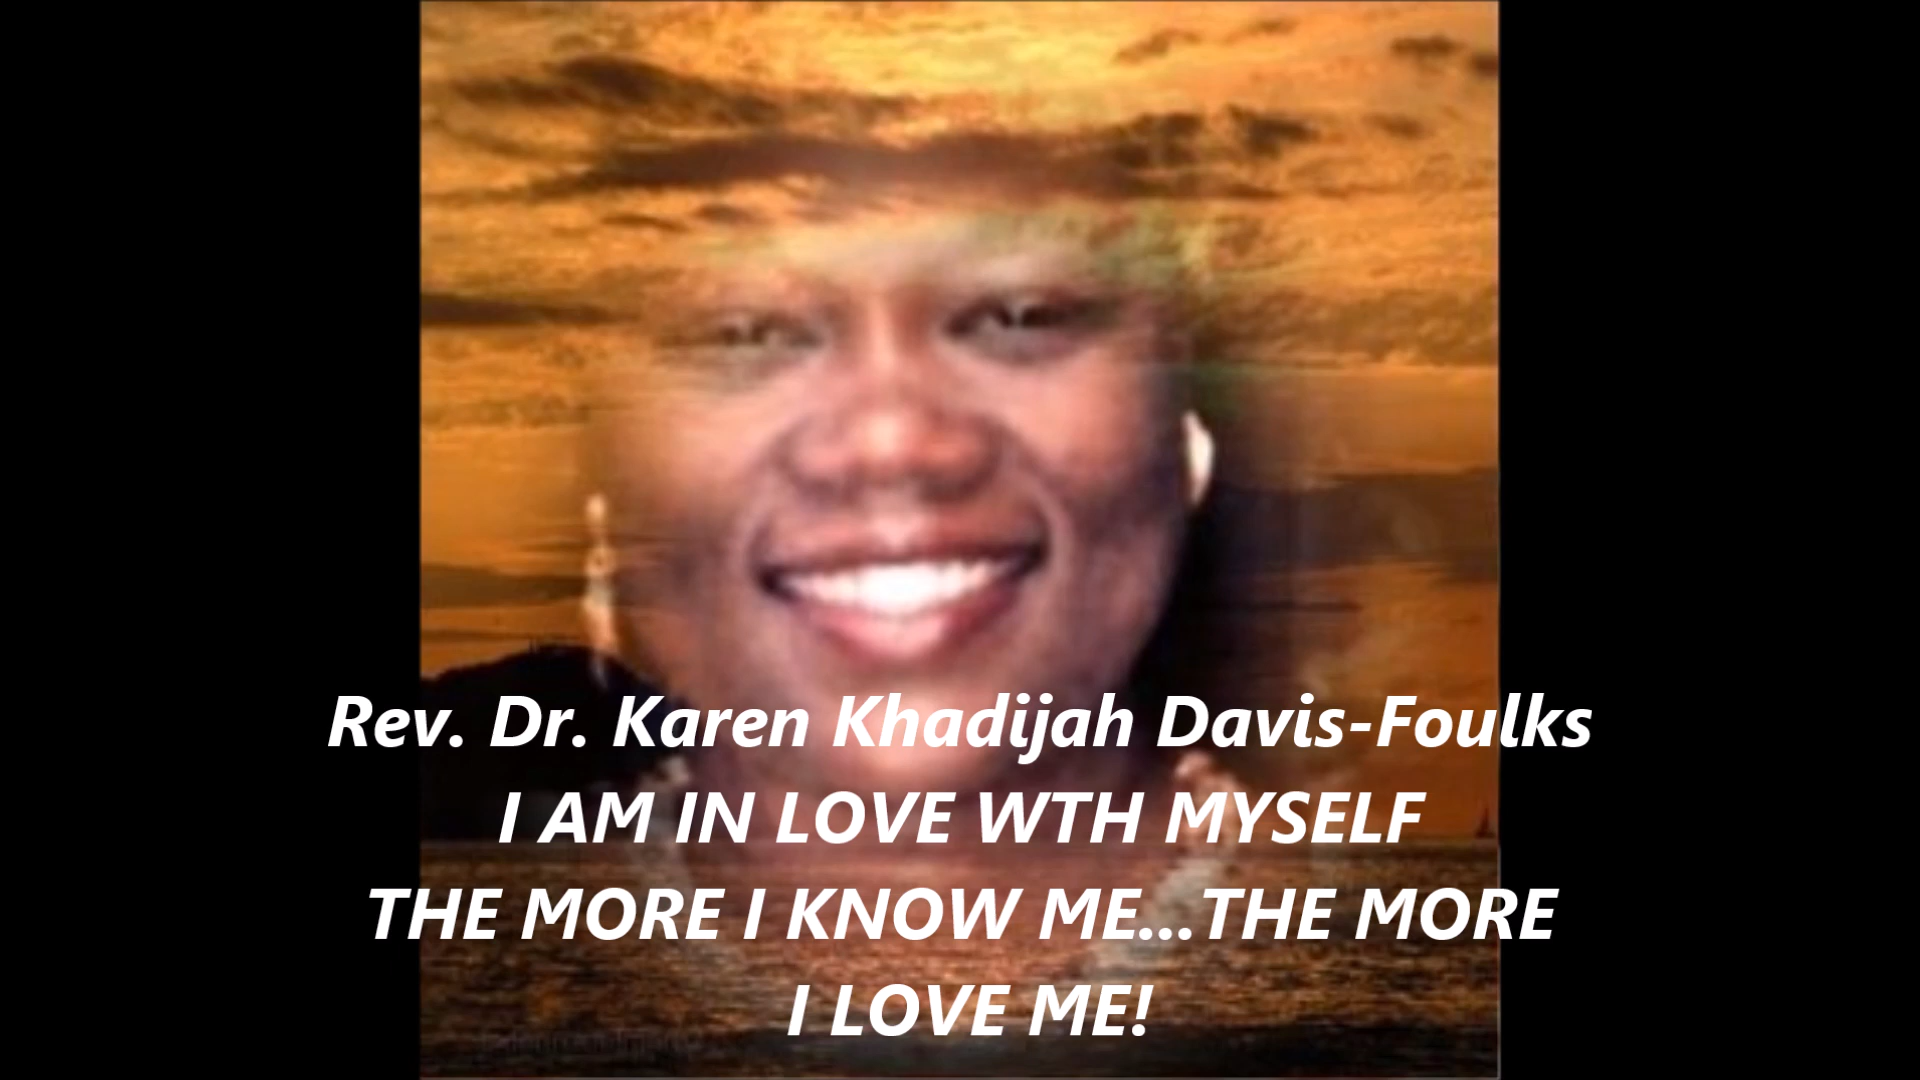 Rev. Dr. Karen Khadijah Davis-Foulks
I AM IN LOVE WTH MYSELF
THE MORE I KNOW ME...THE MORE
I LOVE ME!